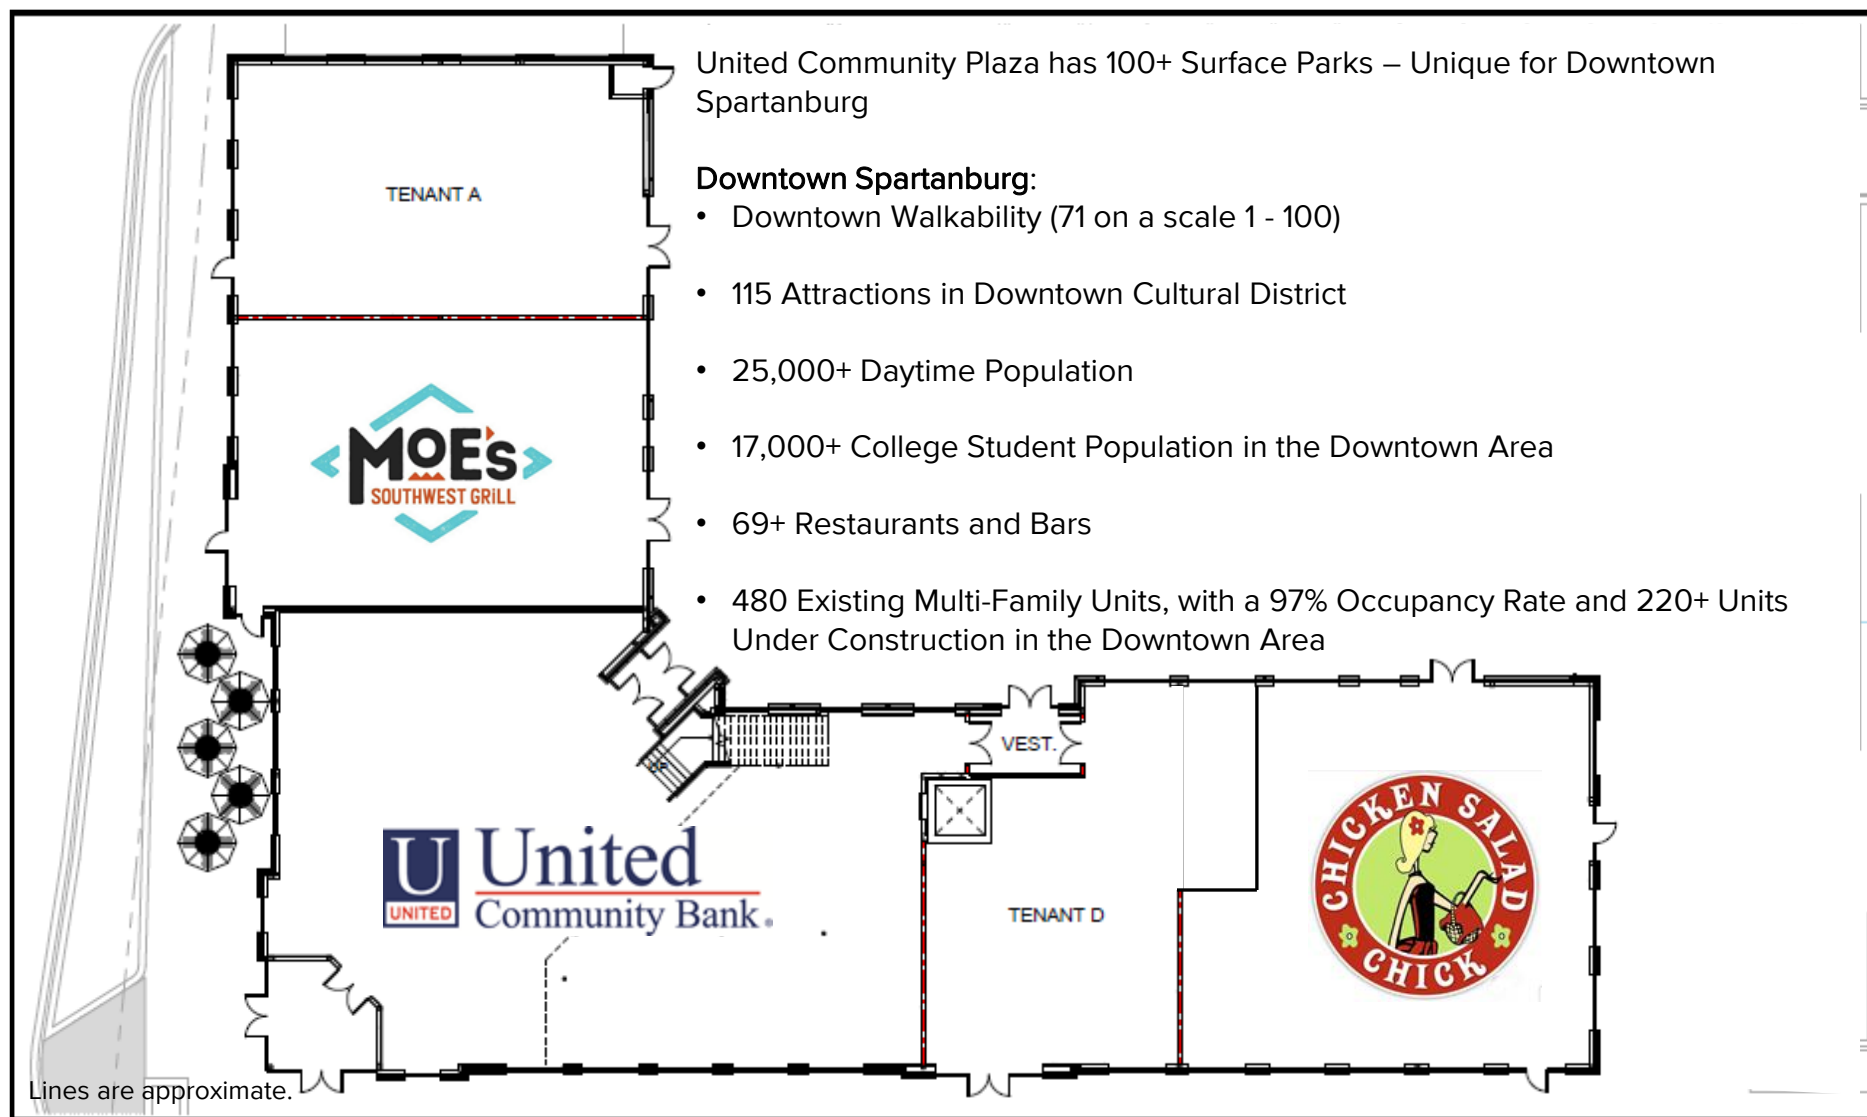 United Community Plaza has 100+ Surface Parks – Unique for Downtown
Spartanburg
Downtown Spartanburg:
• Downtown Walkability (71 on a scale 1 - 100)
• 115 Attractions in Downtown Cultural District
• 25,000+ Daytime Population
• 17,000+ College Student Population in the Downtown Area
• 69+ Restaurants and Bars
• 480 Existing Multi-Family Units, with a 97% Occupancy Rate and 220+ Units
Under Construction in the Downtown Area
TENANT A
MOE's
SOUTHWEST GRILL
VEST.
U
UNITED
United
Community Bank.
TENANT D
CHICKEN SALAD
CHICK
Lines are approximate.